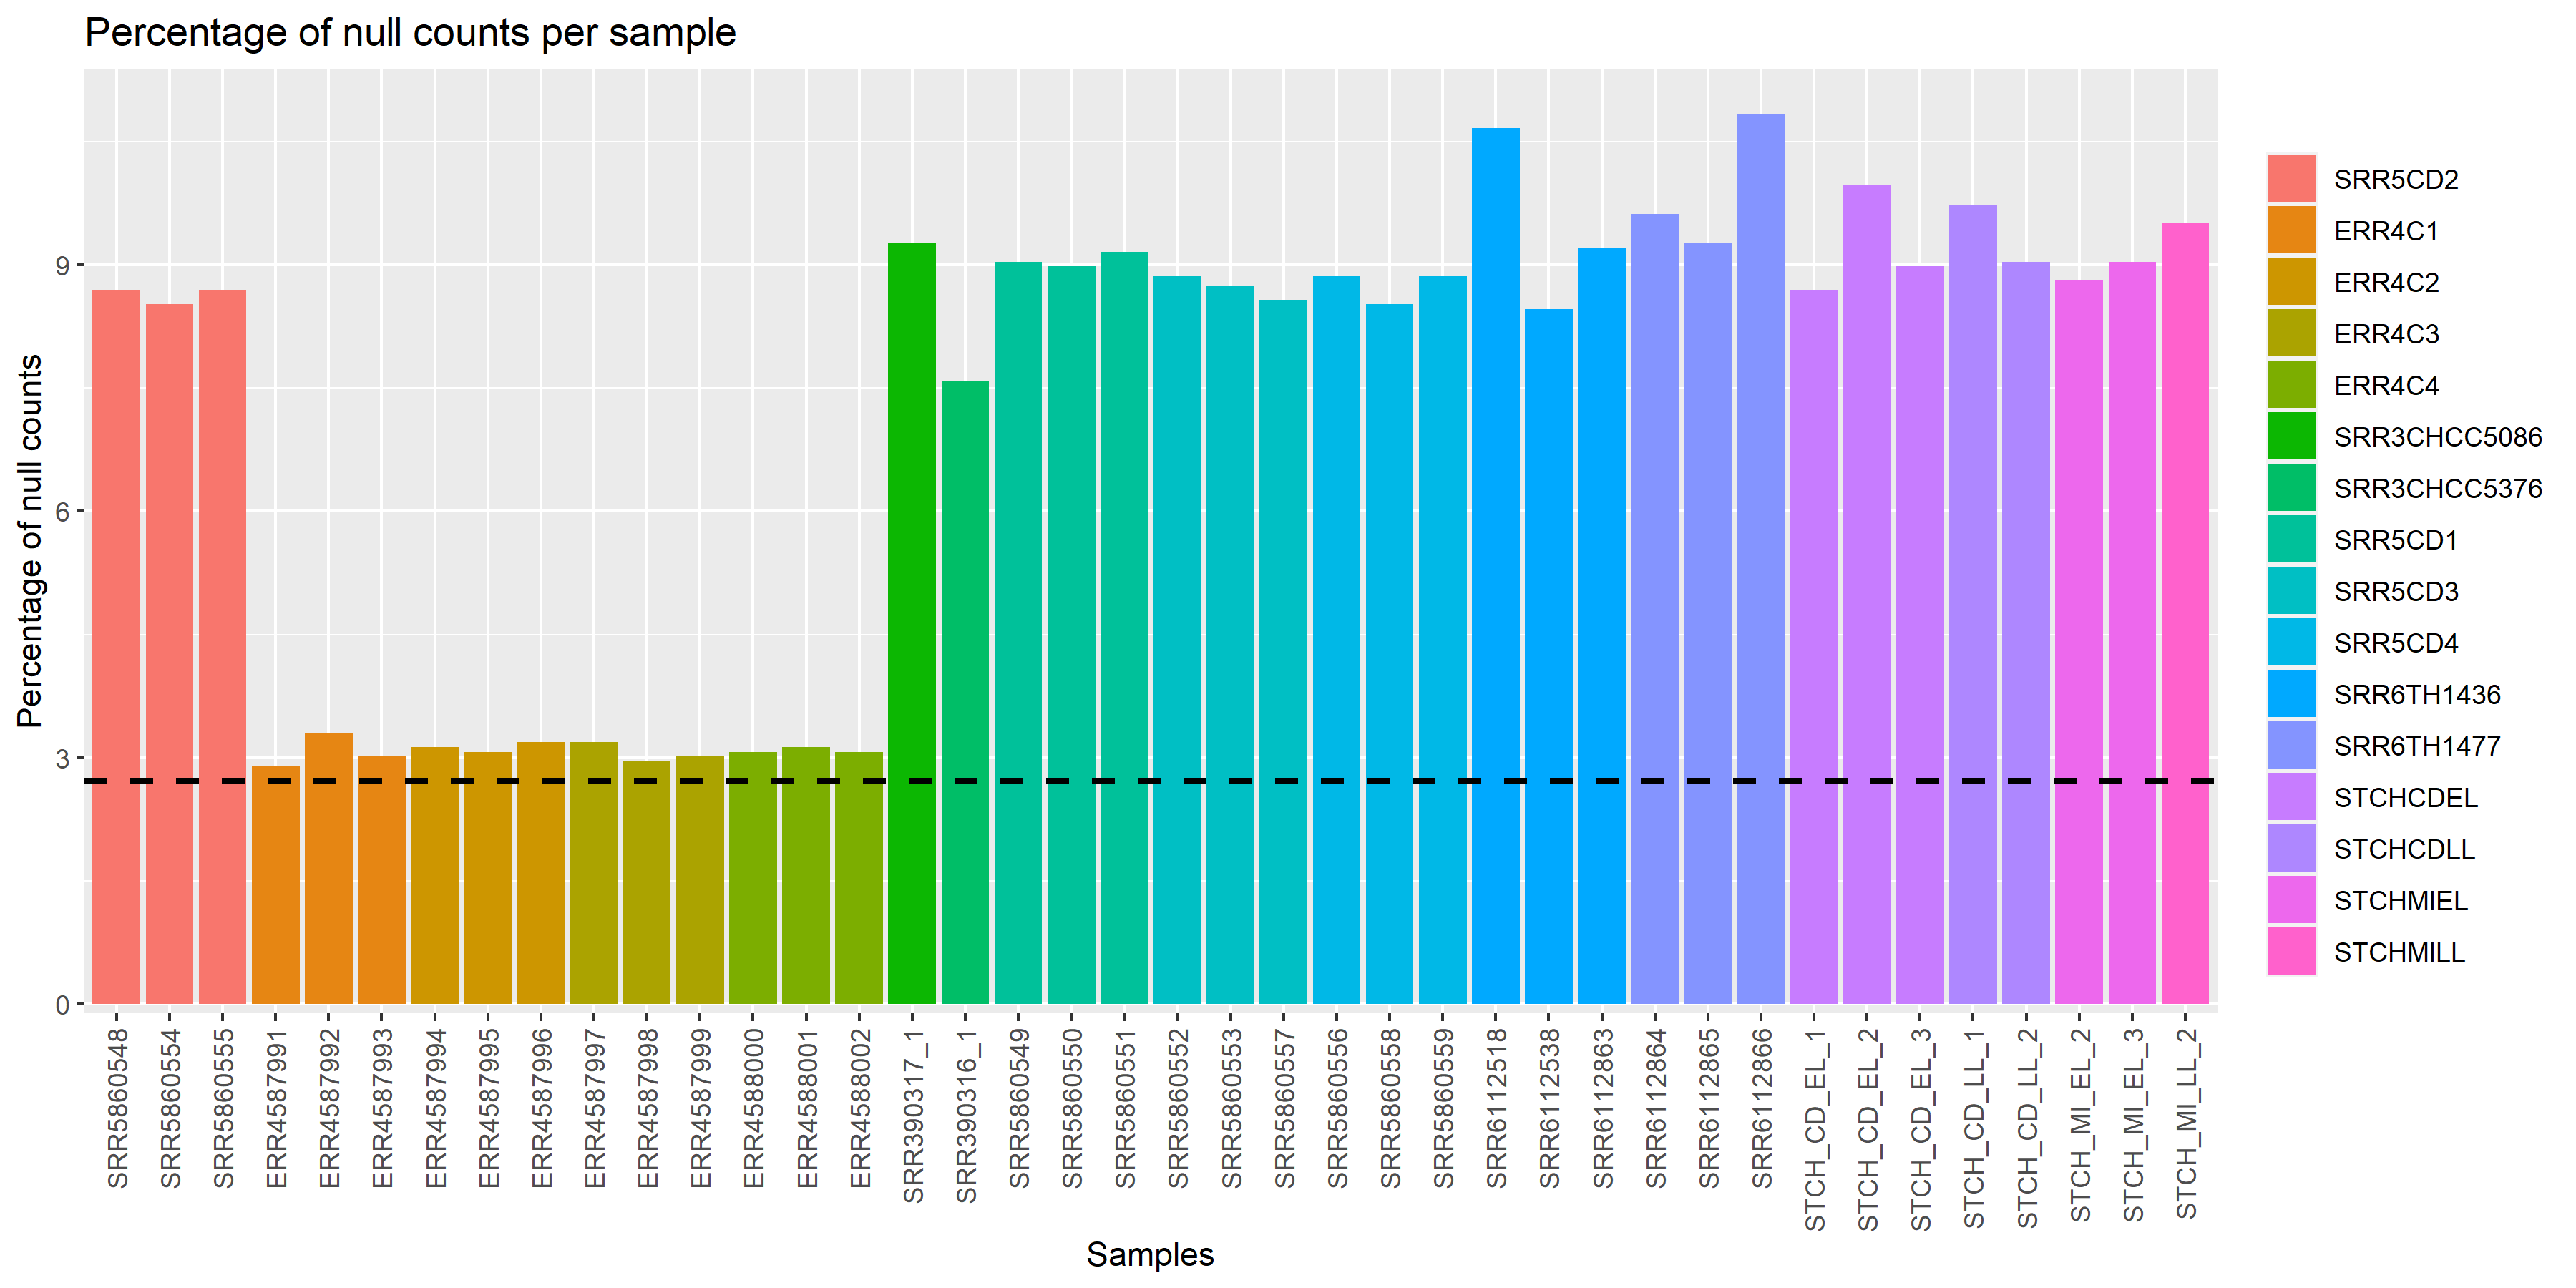 Percentage of null counts per sample
Percentage of null counts
9
6
3
0
SRR5860548
SRR5860554
SRR5860555
ERR4587991
ERR4587992
ERR4587993
ERR4587994
ERR4587995
ERR4587996
ERR4587997
ERR4587998
ERR4587999
ERR4588000
ERR4588001
ERR4588002
SRR390317_1
SRR390316_1
SRR5860549
SRR5860550
SRR5860551
SRR5860552
SRR5860553
SRR5860557
SRR5860556
SRR5860558
SRR5860559
SRR6112518
SRR6112538
SRR6112863
SRR6112864
SRR6112865
SRR6112866
STCH_CD_EL_1
STCH_CD_EL_2
STCH_CD_EL_3
STCH_CD_LL_1
STCH_CD_LL_2
STCH_MI_EL_2
STCH_MI_EL_3
STCH_MI_LL_2
Samples
SRR5CD2
ERR4C1
ERR4C2
ERR4C3
ERR4C4
SRR3CHCC5086
SRR3CHCC5376
SRR5CD1
SRR5CD3
SRR5CD4
SRR6TH1436
SRR6TH1477
STCHCDEL
STCHCDLL
STCHMIEL
STCHMILL